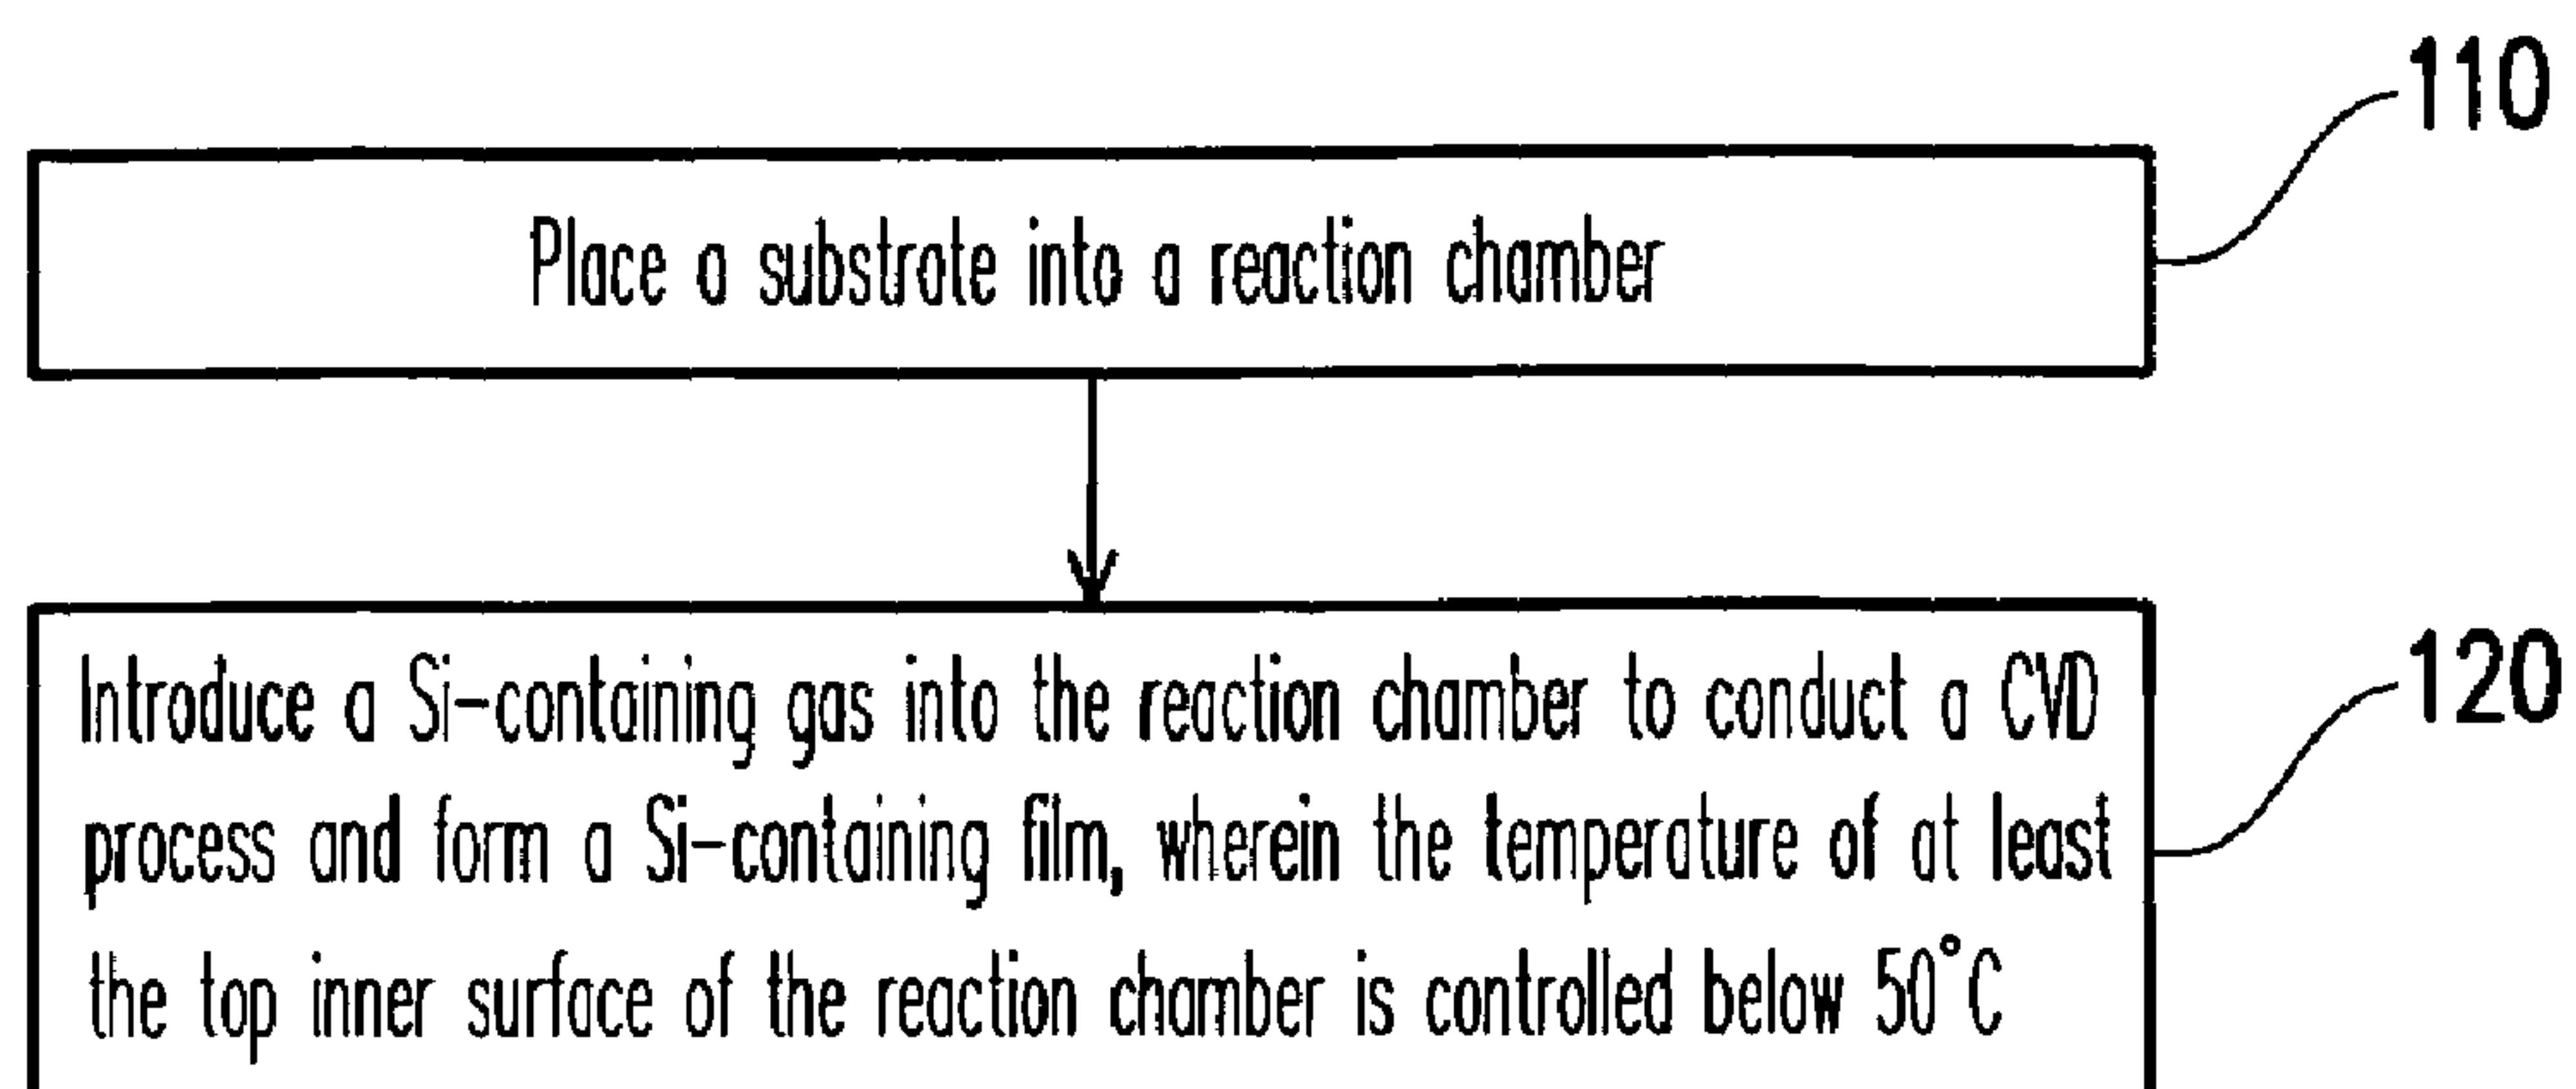 110
Place a substrate into a reaction chamber
120
Introduce a Si-containing gas into the reaction chamber to conduct a CVD
process and form a Si-containing film, wherein the temperature of at least
the top inner surface of the reaction chamber is controlled below 50°C